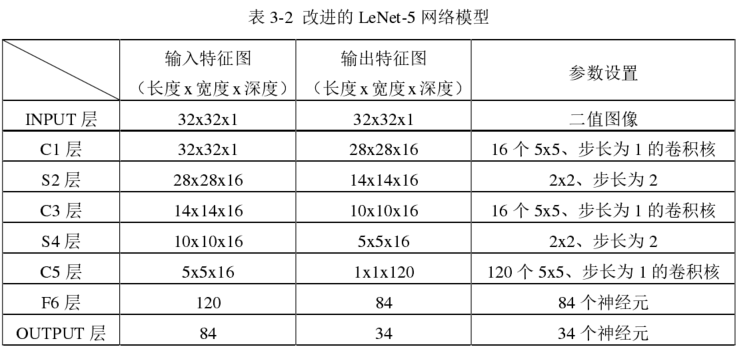 表 3-2 改进的 LeNet-5 网络模型
输入特征图 输出特征图 参数设置
（长度 x 宽度 x 深度） （长度 x 宽度 x 深度）
INPUT 层 32x32x1 32x32x1 二值图像
C1 层 32x32x1 28x28x16 16 个 5x5、步长为 1 的卷积核
S2 层 28x28x16 14x14x16 2x2、步长为 2
C3 层 14x14x16 10x10x16 16 个 5x5、步长为 1 的卷积核
S4 层 10x10x16 5x5x16 2x2、步长为 2
C5 层 5x5x16 1x1x120 120 个 5x5、步长为 1 的卷积核
F6 层 120 84 84 个神经元
OUTPUT 层 84 34 34 个神经元